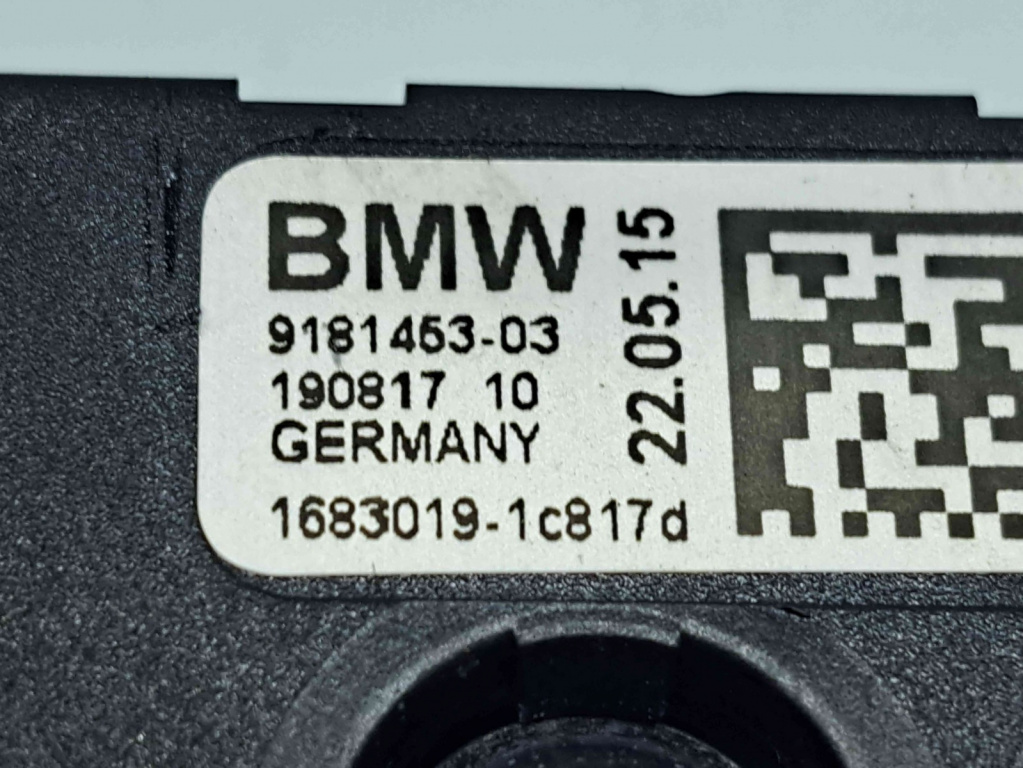 BMW
9181453-03
190817 10
GERMANY
1683019-1c817d
22.05.15